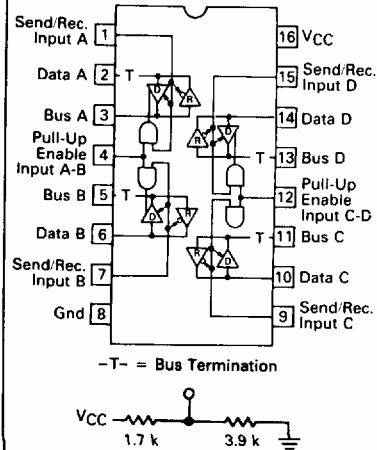 Send/Rec.
Input A
1
Data A
2
T
Bus A
3
Pull-Up
Enable
Input A-B
4
Bus B
5
T
Data B
6
Send/Rec.
Input B
7
Gnd
8
D
R
D
R
16
VCC
15
Send/Rec.
Input D
14
Data D
R
D
T
13
Bus D
12
Pull-Up
Enable
Input C-D
T
11
Bus C
R
D
10
Data C
9
Send/Rec.
Input C
–T– = Bus Termination
VCC
1.7 k
3.9 k